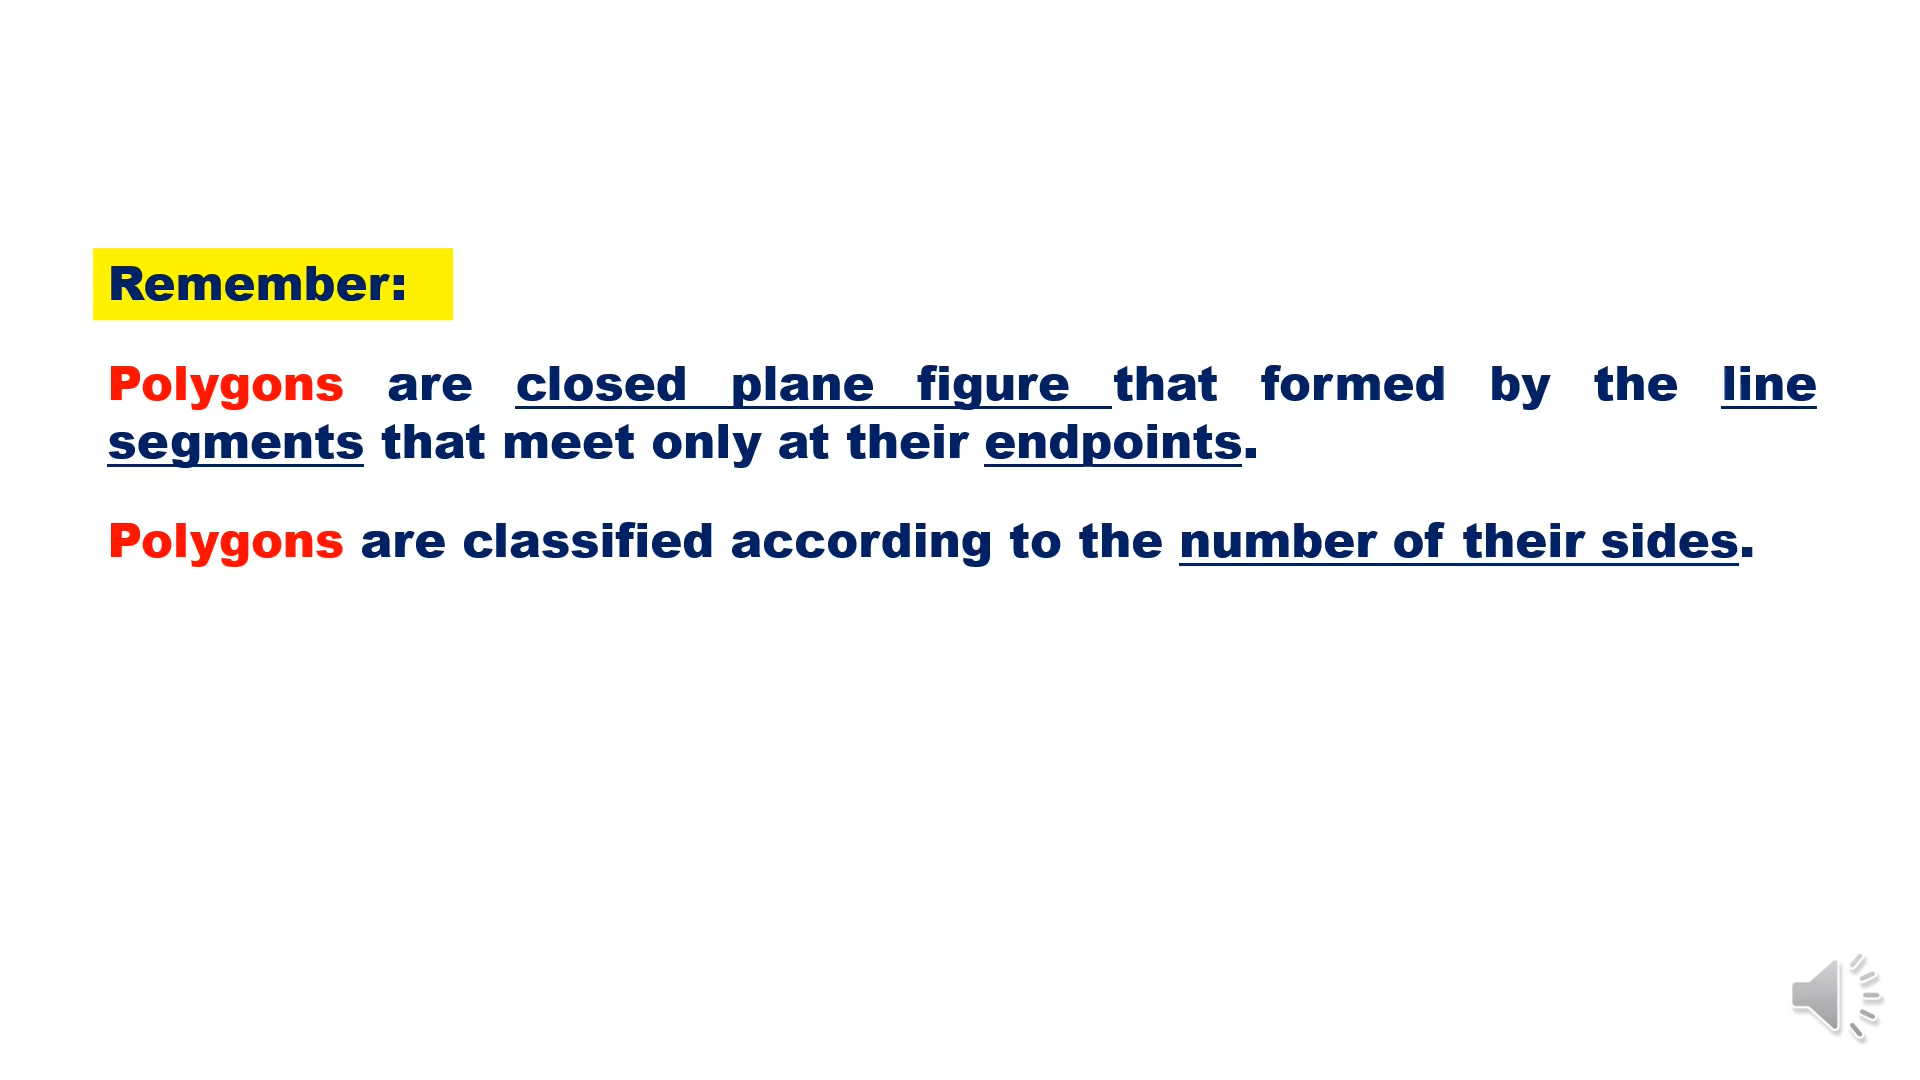 Remember:
Polygons are closed plane figure that formed by the line
segments that meet only at their endpoints.
Polygons are classified according to the number of their sides.